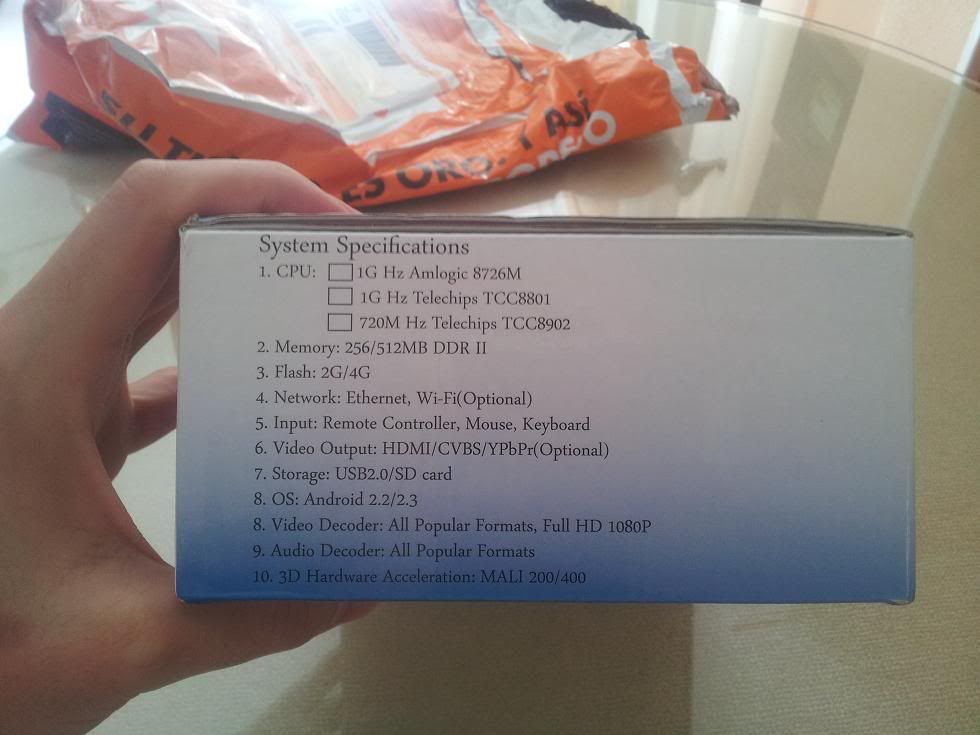 ES ORO. Y ASÍ
System Specifications
1. CPU: 1G Hz Amlogic 8726M
1G Hz Telechips TCC8801
720M Hz Telechips TCC8902
2. Memory: 256/512MB DDR II
3. Flash: 2G/4G
4. Network: Ethernet, Wi-Fi(Optional)
5. Input: Remote Controller, Mouse, Keyboard
6. Video Output: HDMI/CVBS/YPbPr(Optional)
7. Storage: USB2.0/SD card
8. OS: Android 2.2/2.3
8. Video Decoder: All Popular Formats, Full HD 1080P
9. Audio Decoder: All Popular Formats
10. 3D Hardware Acceleration: MALI 200/400